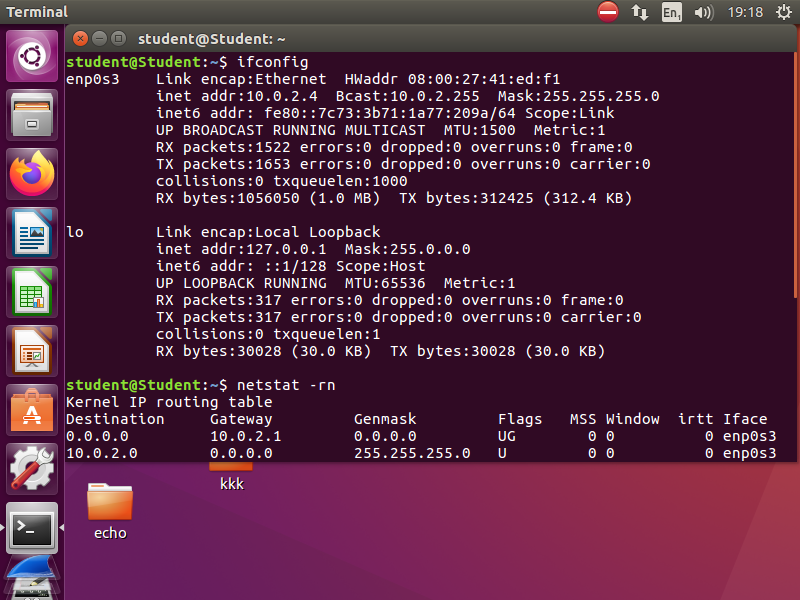 Terminal En1 19:18
student@Student: ~
student@Student:~$ ifconfig
enp0s3 Link encap:Ethernet HWaddr 08:00:27:41:ed:f1
inet addr:10.0.2.4 Bcast:10.0.2.255 Mask:255.255.255.0
inet6 addr: fe80::7c73:3b71:1a77:209a/64 Scope:Link
UP BROADCAST RUNNING MULTICAST MTU:1500 Metric:1
RX packets:1522 errors:0 dropped:0 overruns:0 frame:0
TX packets:1653 errors:0 dropped:0 overruns:0 carrier:0
collisions:0 txqueuelen:1000
RX bytes:1056050 (1.0 MB) TX bytes:312425 (312.4 KB)
lo Link encap:Local Loopback
inet addr:127.0.0.1 Mask:255.0.0.0
inet6 addr: ::1/128 Scope:Host
UP LOOPBACK RUNNING MTU:65536 Metric:1
RX packets:317 errors:0 dropped:0 overruns:0 frame:0
TX packets:317 errors:0 dropped:0 overruns:0 carrier:0
collisions:0 txqueuelen:1
RX bytes:30028 (30.0 KB) TX bytes:30028 (30.0 KB)
student@Student:~$ netstat -rn
Kernel IP routing table
Destination Gateway Genmask Flags MSS Window irtt Iface
0.0.0.0 10.0.2.1 0.0.0.0 UG 0 0 0 enp0s3
10.0.2.0 0.0.0.0 255.255.255.0 U 0 0 0 enp0s3
kkk
echo